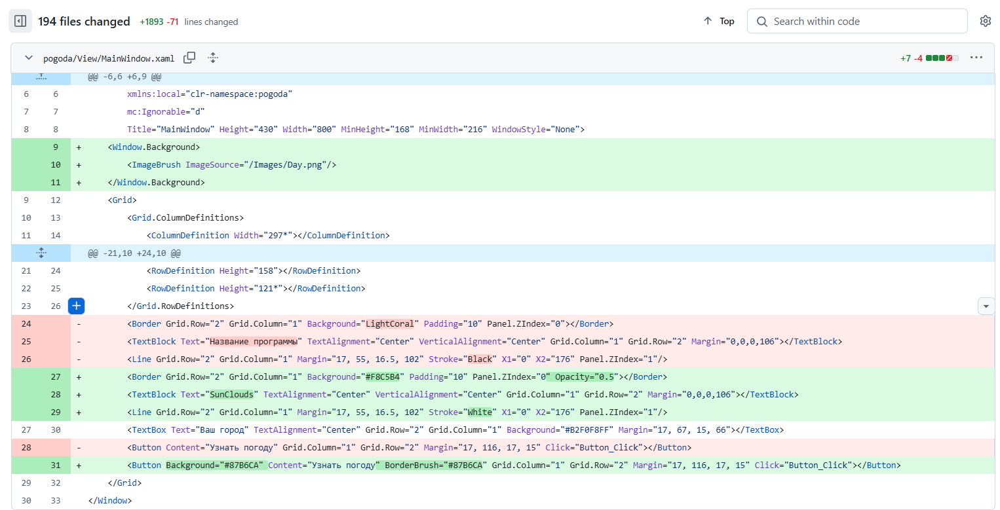 194 files changed +1893 -71 lines changed Top Search within code
pogoda/View/MainWindow.xaml +7 -4
@@ -6,6 +6,9 @@
6 6 xmlns:local="clr-namespace:pogoda"
7 7 mc:Ignorable="d"
8 8 Title="MainWindow" Height="430" Width="800" MinHeight="168" MinWidth="216" WindowStyle="None">
9 + <Window.Background>
10 + <ImageBrush ImageSource="/Images/Day.png"/>
11 + </Window.Background>
9 12 <Grid>
10 13 <Grid.ColumnDefinitions>
11 14 <ColumnDefinition Width="297*"></ColumnDefinition>
@@ -21,10 +24,10 @@
21 24 <RowDefinition Height="158"></RowDefinition>
22 25 <RowDefinition Height="121*"></RowDefinition>
23 26 </Grid.RowDefinitions>
24 - <Border Grid.Row="2" Grid.Column="1" Background="LightCoral" Padding="10" Panel.ZIndex="0"></Border>
25 - <TextBlock Text="Название программы" TextAlignment="Center" VerticalAlignment="Center" Grid.Column="1" Grid.Row="2" Margin="0,0,0,106"></TextBlock>
26 - <Line Grid.Row="2" Grid.Column="1" Margin="17, 55, 16.5, 102" Stroke="Black" X1="0" X2="176" Panel.ZIndex="1"/>
27 + <Border Grid.Row="2" Grid.Column="1" Background="#F8C5B4" Padding="10" Panel.ZIndex="0" Opacity="0.5"></Border>
28 + <TextBlock Text="SunClouds" TextAlignment="Center" VerticalAlignment="Center" Grid.Column="1" Grid.Row="2" Margin="0,0,0,106"></TextBlock>
29 + <Line Grid.Row="2" Grid.Column="1" Margin="17, 55, 16.5, 102" Stroke="White" X1="0" X2="176" Panel.ZIndex="1"/>
27 30 <TextBox Text="Ваш город" TextAlignment="Center" Grid.Row="2" Grid.Column="1" Background="#B2F0F8FF" Margin="17, 67, 15, 66"></TextBox>
28 - <Button Content="Узнать погоду" Grid.Column="1" Grid.Row="2" Margin="17, 116, 17, 15" Click="Button_Click"></Button>
31 + <Button Background="#87B6CA" Content="Узнать погоду" BorderBrush="#87B6CA" Grid.Column="1" Grid.Row="2" Margin="17, 116, 17, 15" Click="Button_Click"></Button>
29 32 </Grid>
30 33 </Window>